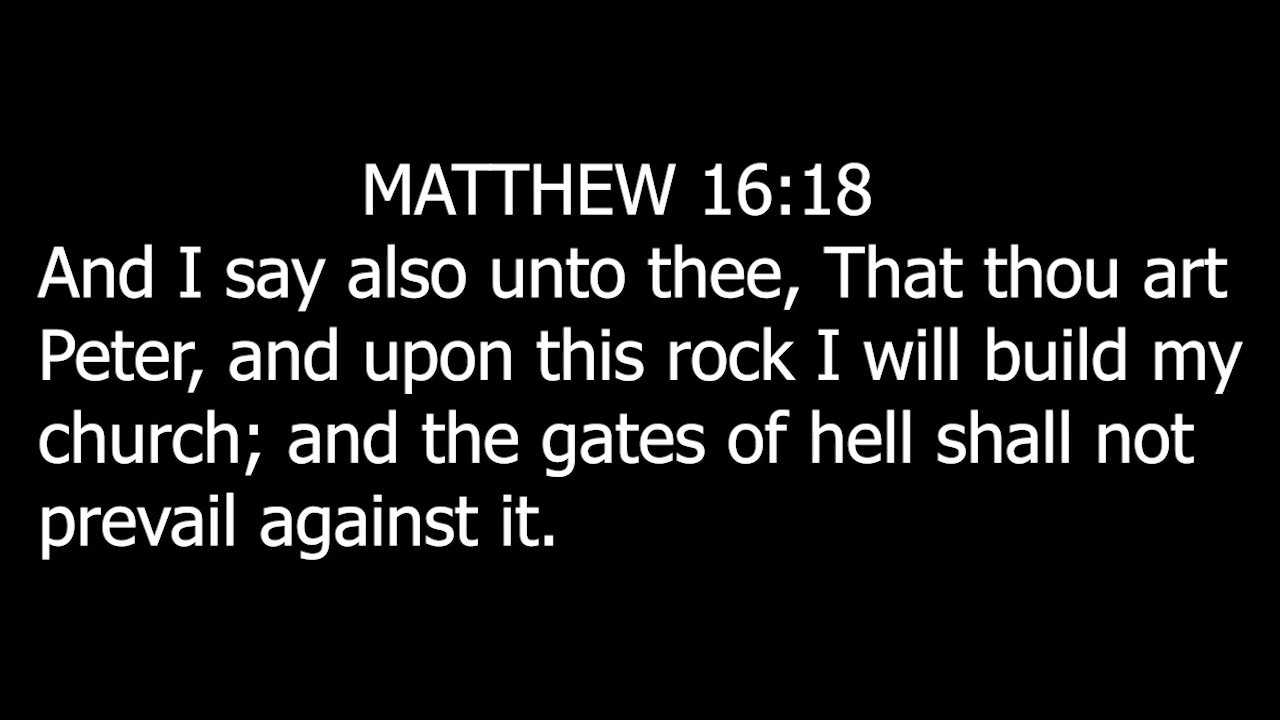 MATTHEW 16:18
And I say also unto thee, That thou art
Peter, and upon this rock I will build my
church; and the gates of hell shall not
prevail against it.